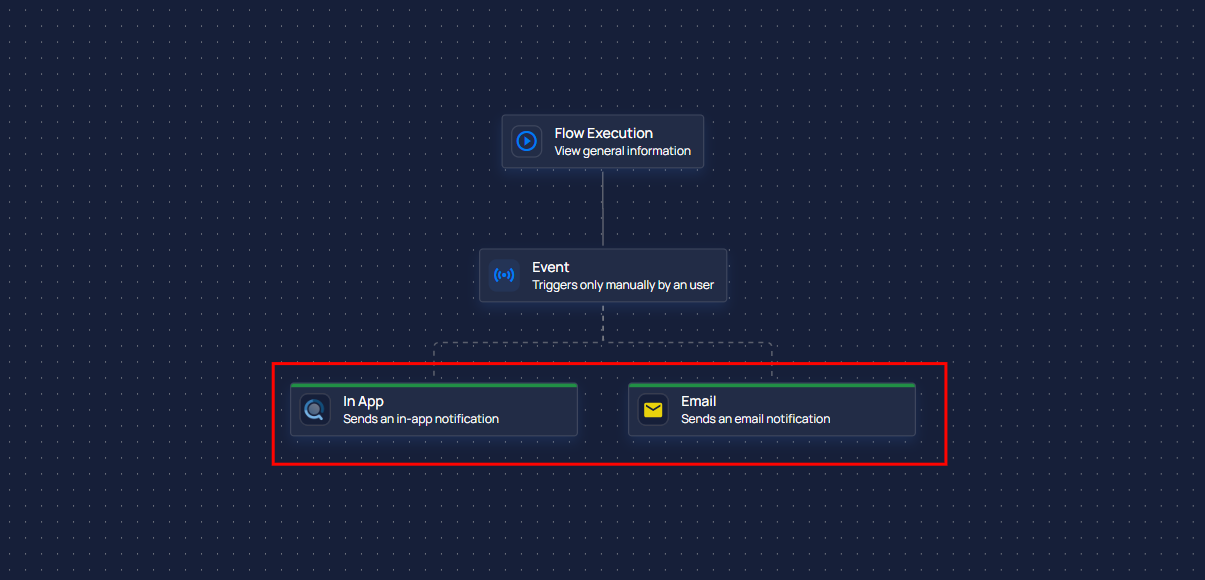 Flow Execution
View general information
Event
Triggers only manually by an user
In App
Sends an in-app notification
Email
Sends an email notification